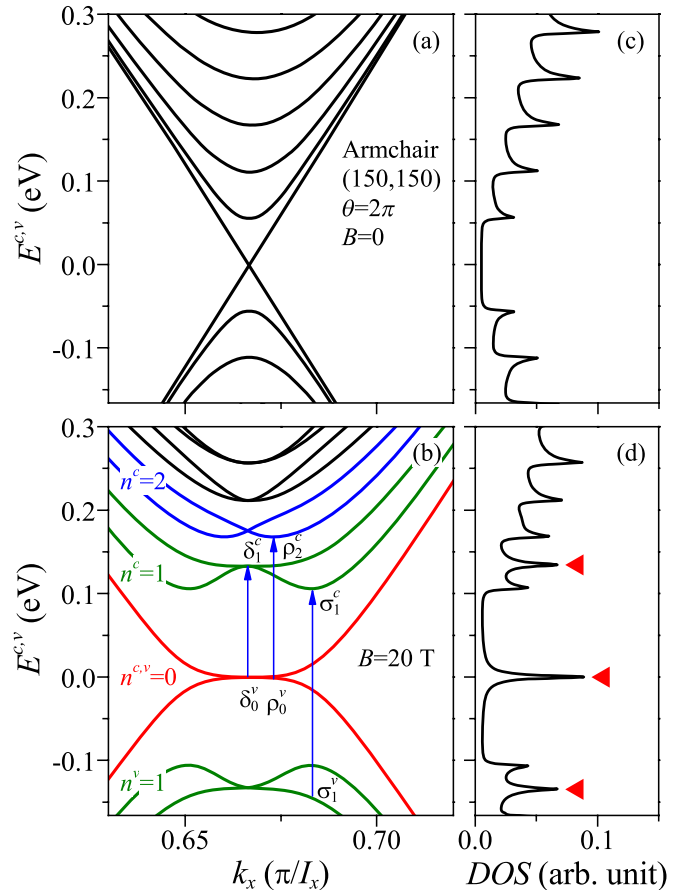 (a)
(c)
0.3
0.2
0.1
0.0
-0.1
E^{c,v} (eV)
Armchair
(150,150)
θ=2π
B=0
(b)
(d)
0.3
0.2
0.1
0.0
-0.1
E^{c,v} (eV)
n^c=2
n^c=1
n^{c,v}=0
n^v=1
δ_1^c
ρ_2^c
σ_1^c
B=20 T
δ_0^v
ρ_0^v
σ_1^v
0.65
0.70
0.0
0.1
k_x (π/I_x)
DOS (arb. unit)